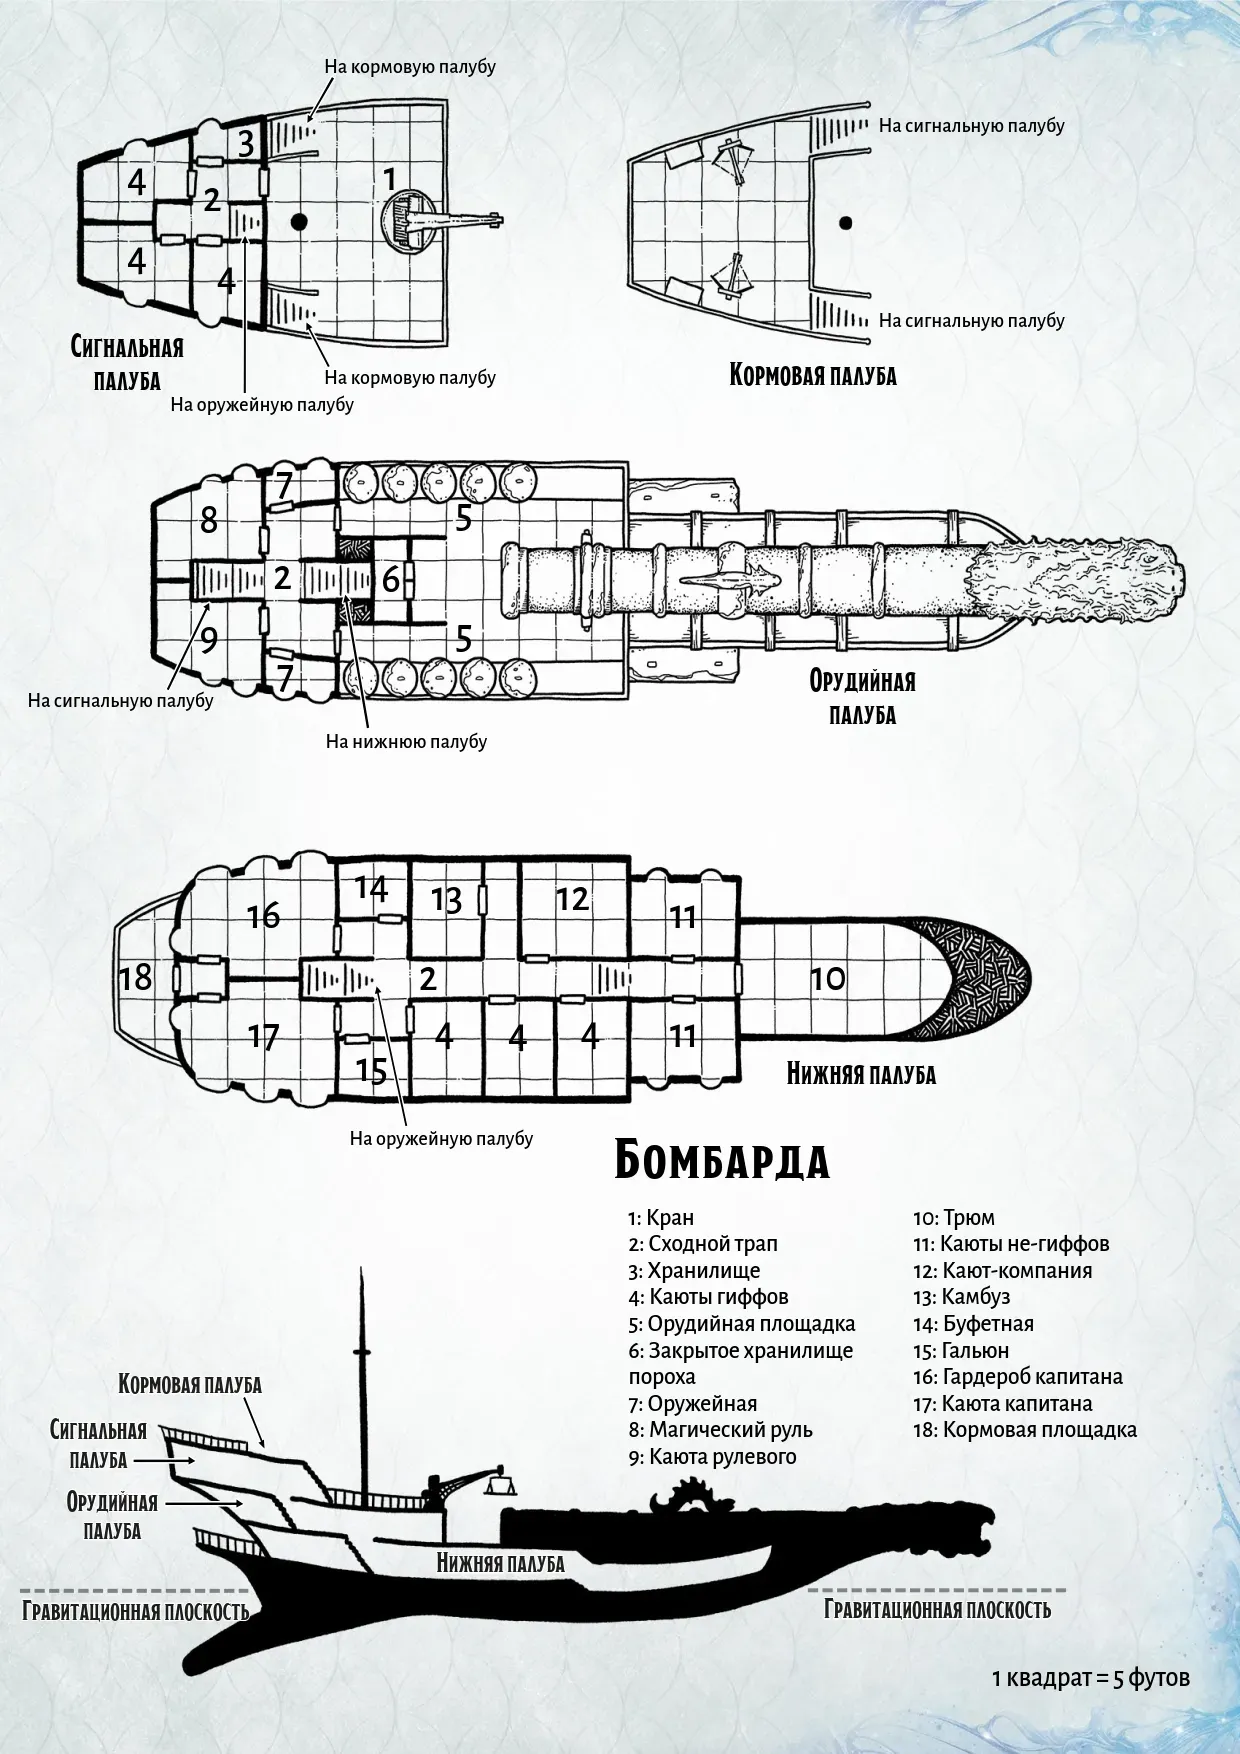 На кормовую палубу
3
4
2
1
4
4
Сигнальная
палуба
На кормовую палубу
На оружейную палубу
На сигнальную палубу
На сигнальную палубу
Кормовая палуба
7
8
5
2
6
9
5
7
На сигнальную палубу
На нижнюю палубу
Орудийная
палуба
14
13
12
16
11
18
2
10
17
4
4
4
11
15
Нижняя палуба
На оружейную палубу
Бомбарда
1: Кран
2: Сходной трап
3: Хранилище
4: Каюты гиффов
5: Орудийная площадка
6: Закрытое хранилище
пороха
7: Оружейная
8: Магический руль
9: Каюта рулевого
10: Трюм
11: Каюты не-гиффов
12: Кают-компания
13: Камбуз
14: Буфетная
15: Гальюн
16: Гардероб капитана
17: Каюта капитана
18: Кормовая площадка
Кормовая палуба
Сигнальная
палуба
Орудийная
палуба
Нижняя палуба
Гравитационная плоскость
Гравитационная плоскость
1 квадрат = 5 футов